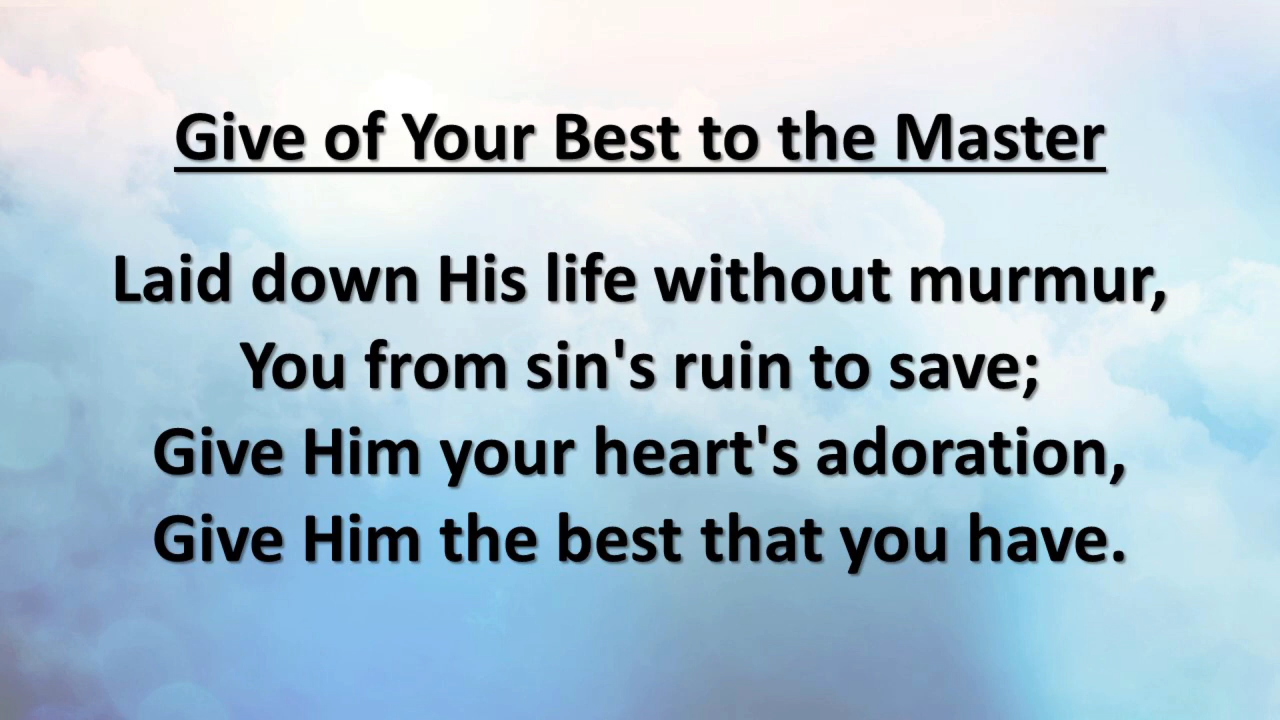 Give of Your Best to the Master
Laid down His life without murmur,
You from sin's ruin to save;
Give Him your heart's adoration,
Give Him the best that you have.